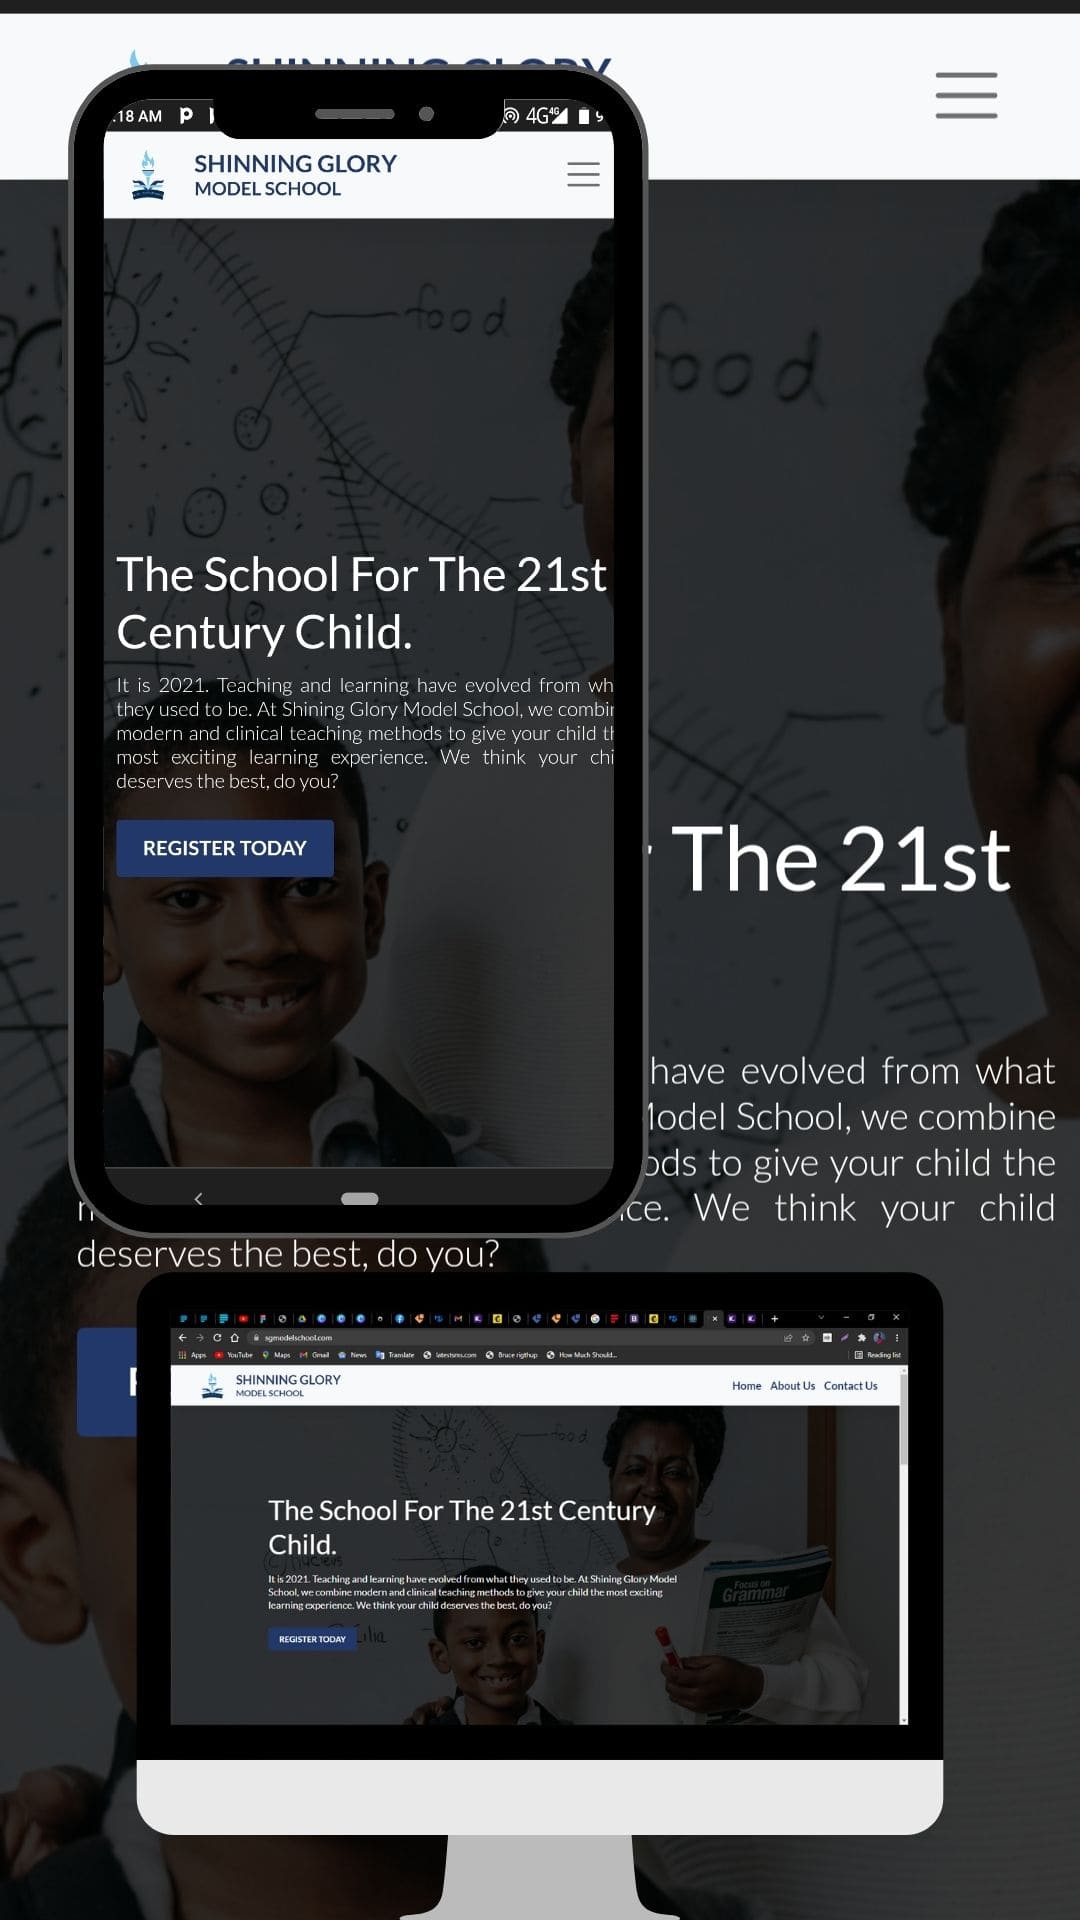 SHINNING GLORY
:18 AM
4G
4G
SHINNING GLORY
MODEL SCHOOL
food
food
The School For The 21st
Century Child.
It is 2021. Teaching and learning have evolved from wh
they used to be. At Shining Glory Model School, we combin
modern and clinical teaching methods to give your child th
most exciting learning experience. We think your chi
deserves the best, do you?
REGISTER TODAY
The 21st
have evolved from what
Model School, we combine
ods to give your child the
ce. We think your child
deserves the best, do you?
sgmodelschool.com
Apps YouTube Maps Gmail News Translate latestsms.com Bruce rigthup How Much Should... Reading list
SHINNING GLORY
MODEL SCHOOL
Home About Us Contact Us
food
The School For The 21st Century
Child.
(c) nucleus
It is 2021. Teaching and learning have evolved from what they used to be. At Shining Glory Model
School, we combine modern and clinical teaching methods to give your child the most exciting
learning experience. We think your child deserves the best, do you?
REGISTER TODAY
Focus on
Grammar